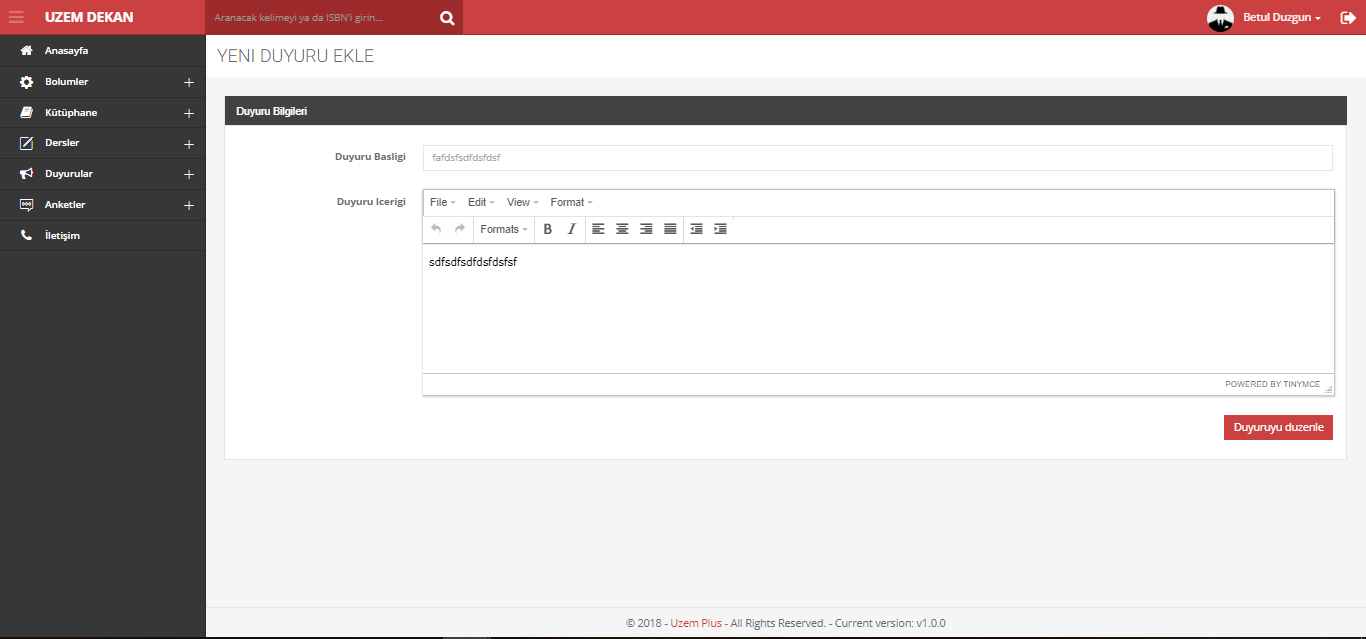 UZEM DEKAN
Aranacak kelimeyi ya da ISBN'i girin...
Betul Duzgun
Anasayfa
Bolumler
Kütüphane
Dersler
Duyurular
Anketler
İletişim
YENI DUYURU EKLE
Duyuru Bilgileri
Duyuru Basligi
fafdsfsdfdsfdsf
Duyuru Icerigi
File Edit View Format
Formats B I
sdfsdfsdfdsfdsfsf
POWERED BY TINYMCE
Duyuruyu duzenle
© 2018 - Uzem Plus - All Rights Reserved. - Current version: v1.0.0